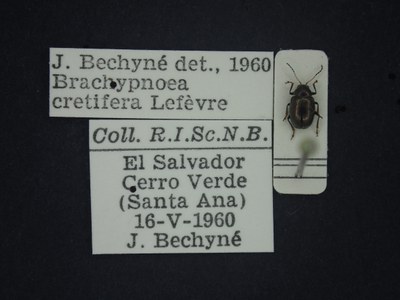 J. Bechyné det., 1960
Brachypnoea
cretifera Lefèvre
Coll. R.I.Sc.N.B.
El Salvador
Cerro Verde
(Santa Ana)
16-V-1960
J. Bechyné